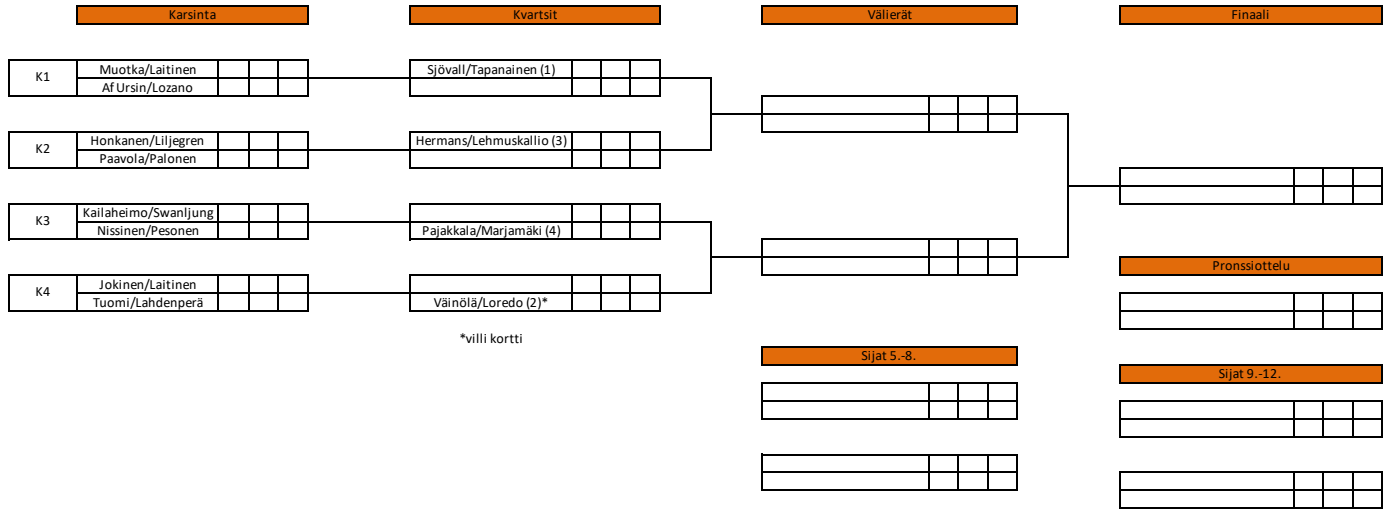 Karsinta
Kvartsit
Välierät
Finaali
K1
Muotka/Laitinen
Af Ursin/Lozano
Sjövall/Tapanainen (1)
K2
Honkanen/Liljegren
Paavola/Palonen
Hermans/Lehmuskallio (3)
K3
Kailaheimo/Swanljung
Nissinen/Pesonen
Pajakkala/Marjamäki (4)
K4
Jokinen/Laitinen
Tuomi/Lahdenperä
Väinölä/Loredo (2)*
*villi kortti
Pronssiottelu
Sijat 5.-8.
Sijat 9.-12.